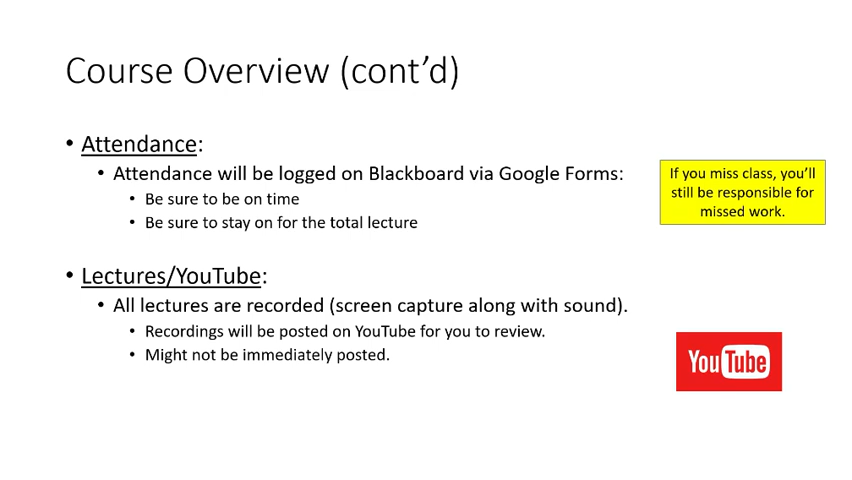 Course Overview (cont’d)
• Attendance:
• Attendance will be logged on Blackboard via Google Forms:
• Be sure to be on time
• Be sure to stay on for the total lecture
If you miss class, you’ll
still be responsible for
missed work.
• Lectures/YouTube:
• All lectures are recorded (screen capture along with sound).
• Recordings will be posted on YouTube for you to review.
• Might not be immediately posted.
YouTube